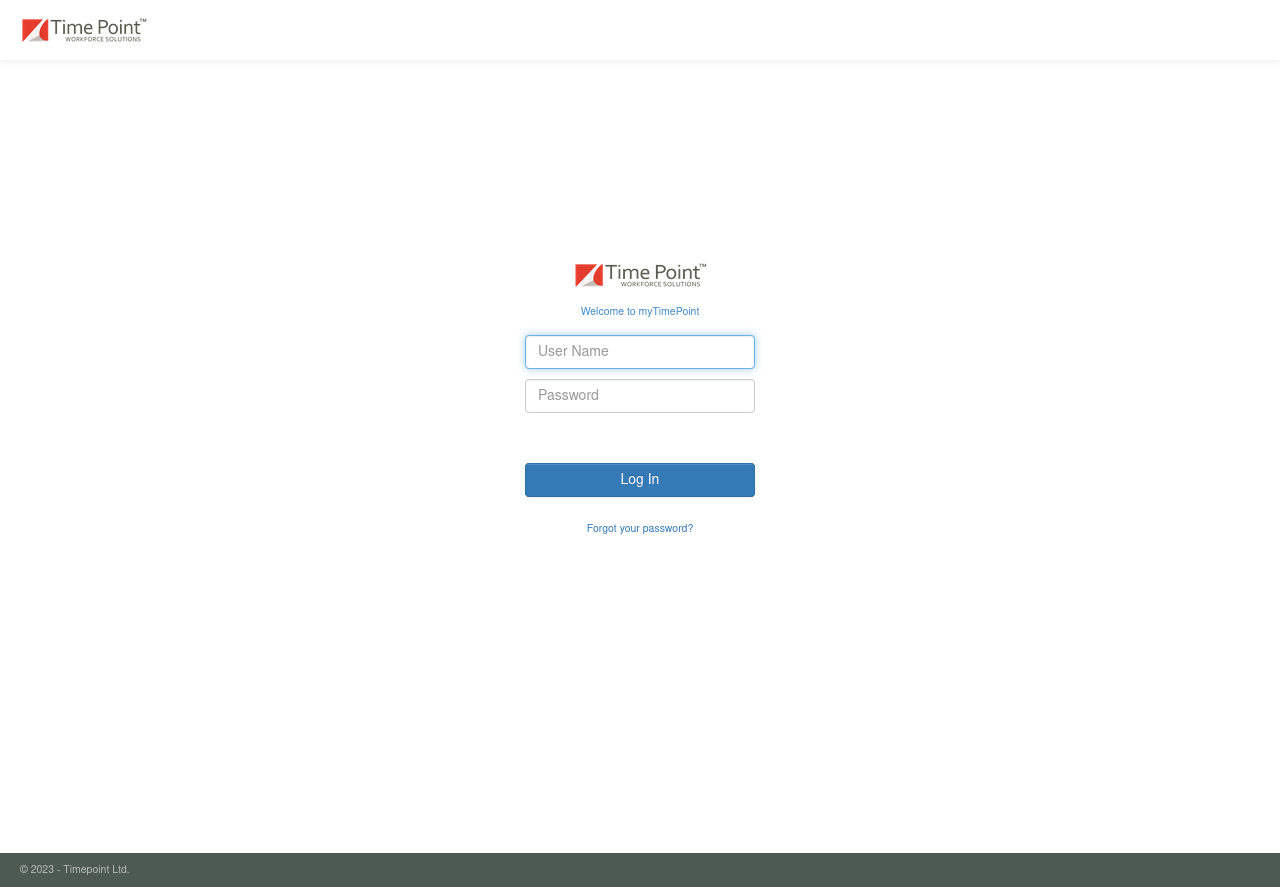 Time Point™
WORKFORCE SOLUTIONS
Time Point™
WORKFORCE SOLUTIONS
Welcome to myTimePoint
User Name
Password
Log In
Forgot your password?
© 2023 - Timepoint Ltd.